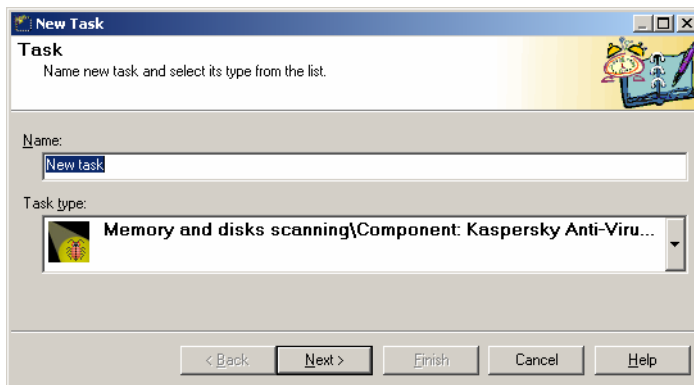 New Task
Task
Name new task and select its type from the list.
Name:
New task
Task type:
Memory and disks scanning\Component: Kaspersky Anti-Viru...
< Back Next > Finish Cancel Help